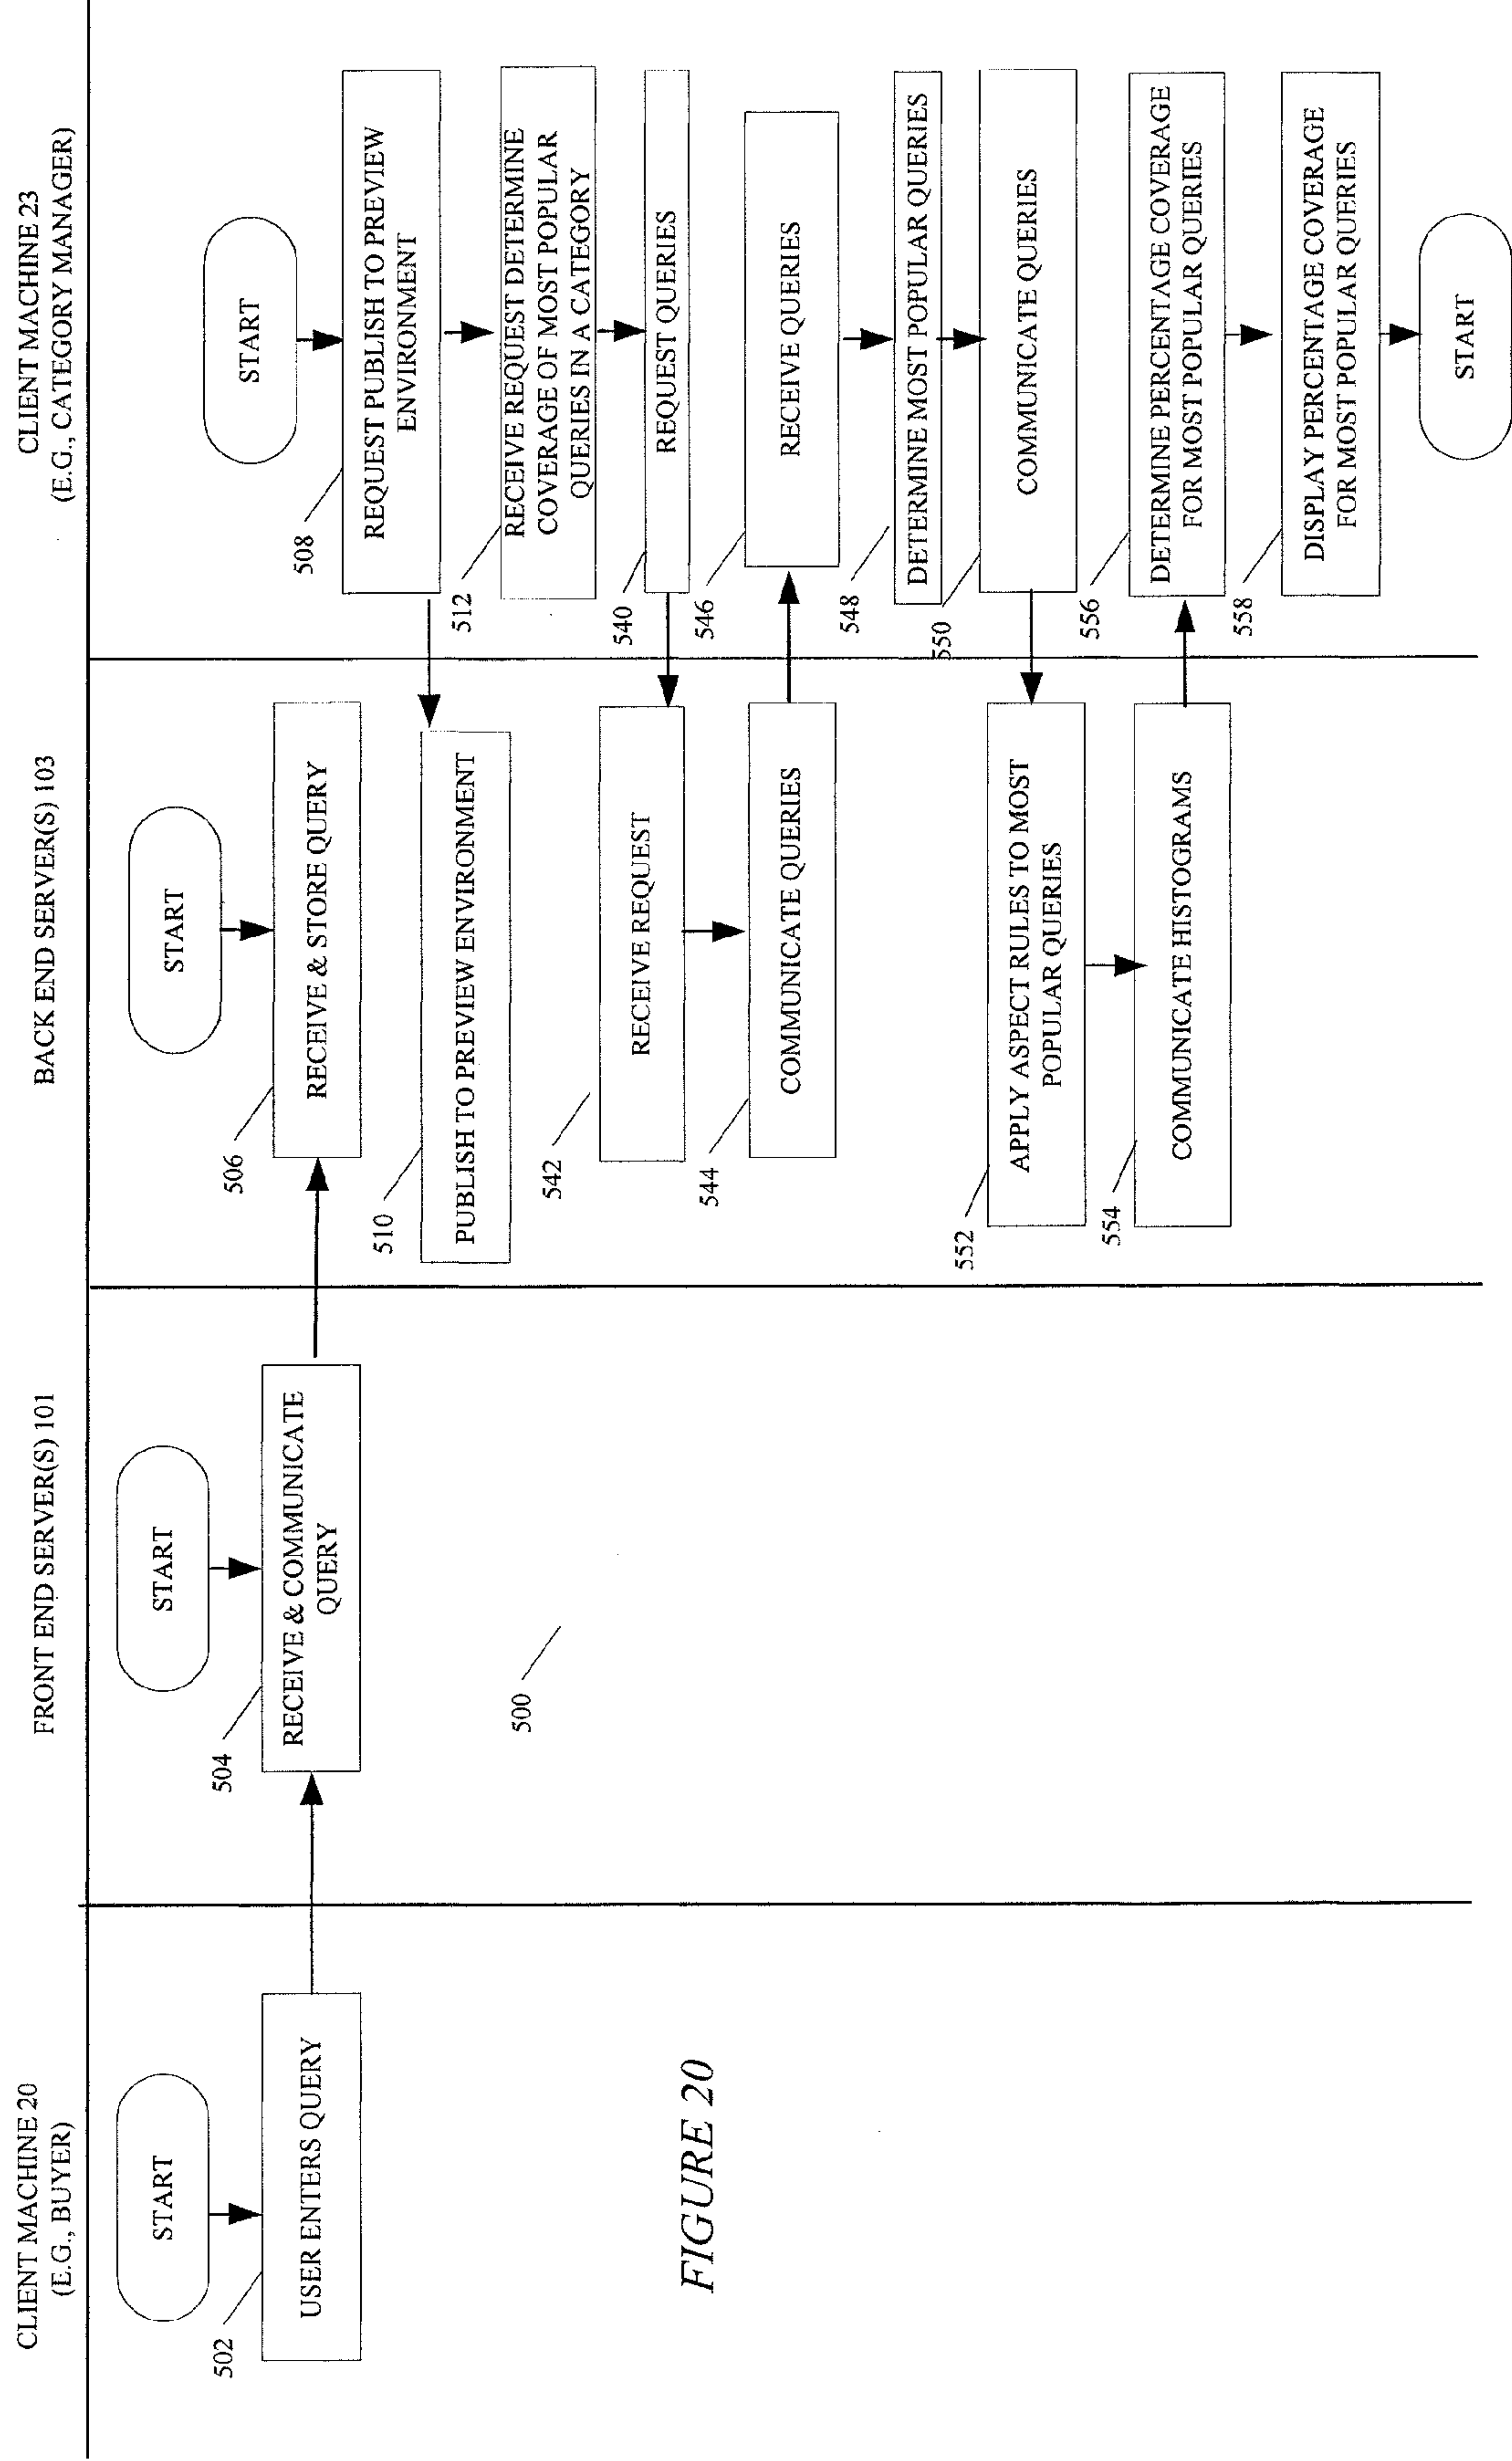 CLIENT MACHINE 20
(E.G., BUYER)
START
502
USER ENTERS QUERY
FRONT END SERVER(S) 101
START
504
RECEIVE & COMMUNICATE
QUERY
500
BACK END SERVER(S) 103
START
506
RECEIVE & STORE QUERY
510
PUBLISH TO PREVIEW ENVIRONMENT
542
RECEIVE REQUEST
544
COMMUNICATE QUERIES
552
APPLY ASPECT RULES TO MOST
POPULAR QUERIES
554
COMMUNICATE HISTOGRAMS
CLIENT MACHINE 23
(E.G., CATEGORY MANAGER)
START
508
REQUEST PUBLISH TO PREVIEW
ENVIRONMENT
512
RECEIVE REQUEST DETERMINE
COVERAGE OF MOST POPULAR
QUERIES IN A CATEGORY
540
REQUEST QUERIES
546
RECEIVE QUERIES
548
DETERMINE MOST POPULAR QUERIES
550
COMMUNICATE QUERIES
556
DETERMINE PERCENTAGE COVERAGE
FOR MOST POPULAR QUERIES
558
DISPLAY PERCENTAGE COVERAGE
FOR MOST POPULAR QUERIES
START
FIGURE 20